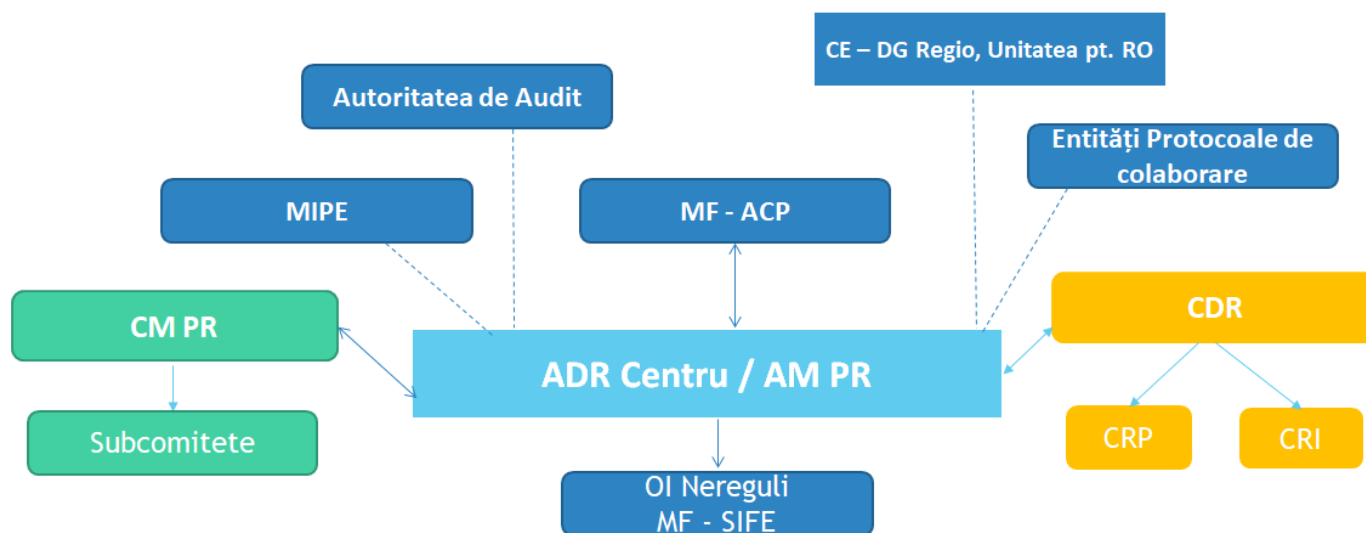 CE – DG Regio, Unitatea pt. RO
Autoritatea de Audit
Entități Protocoale de
colaborare
MIPE
MF - ACP
CM PR
CDR
ADR Centru / AM PR
Subcomitete
CRP
CRI
OI Nereguli
MF - SIFE